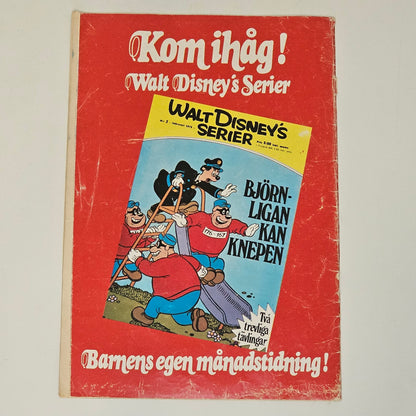 Kom ihåg!
Walt Disney's Serier
WALT DISNEY'S
SERIER
BJÖRN-
LIGAN
KAN
KNEPEN
Två
trevliga
tävlingar
Barnens egen månadstidning!